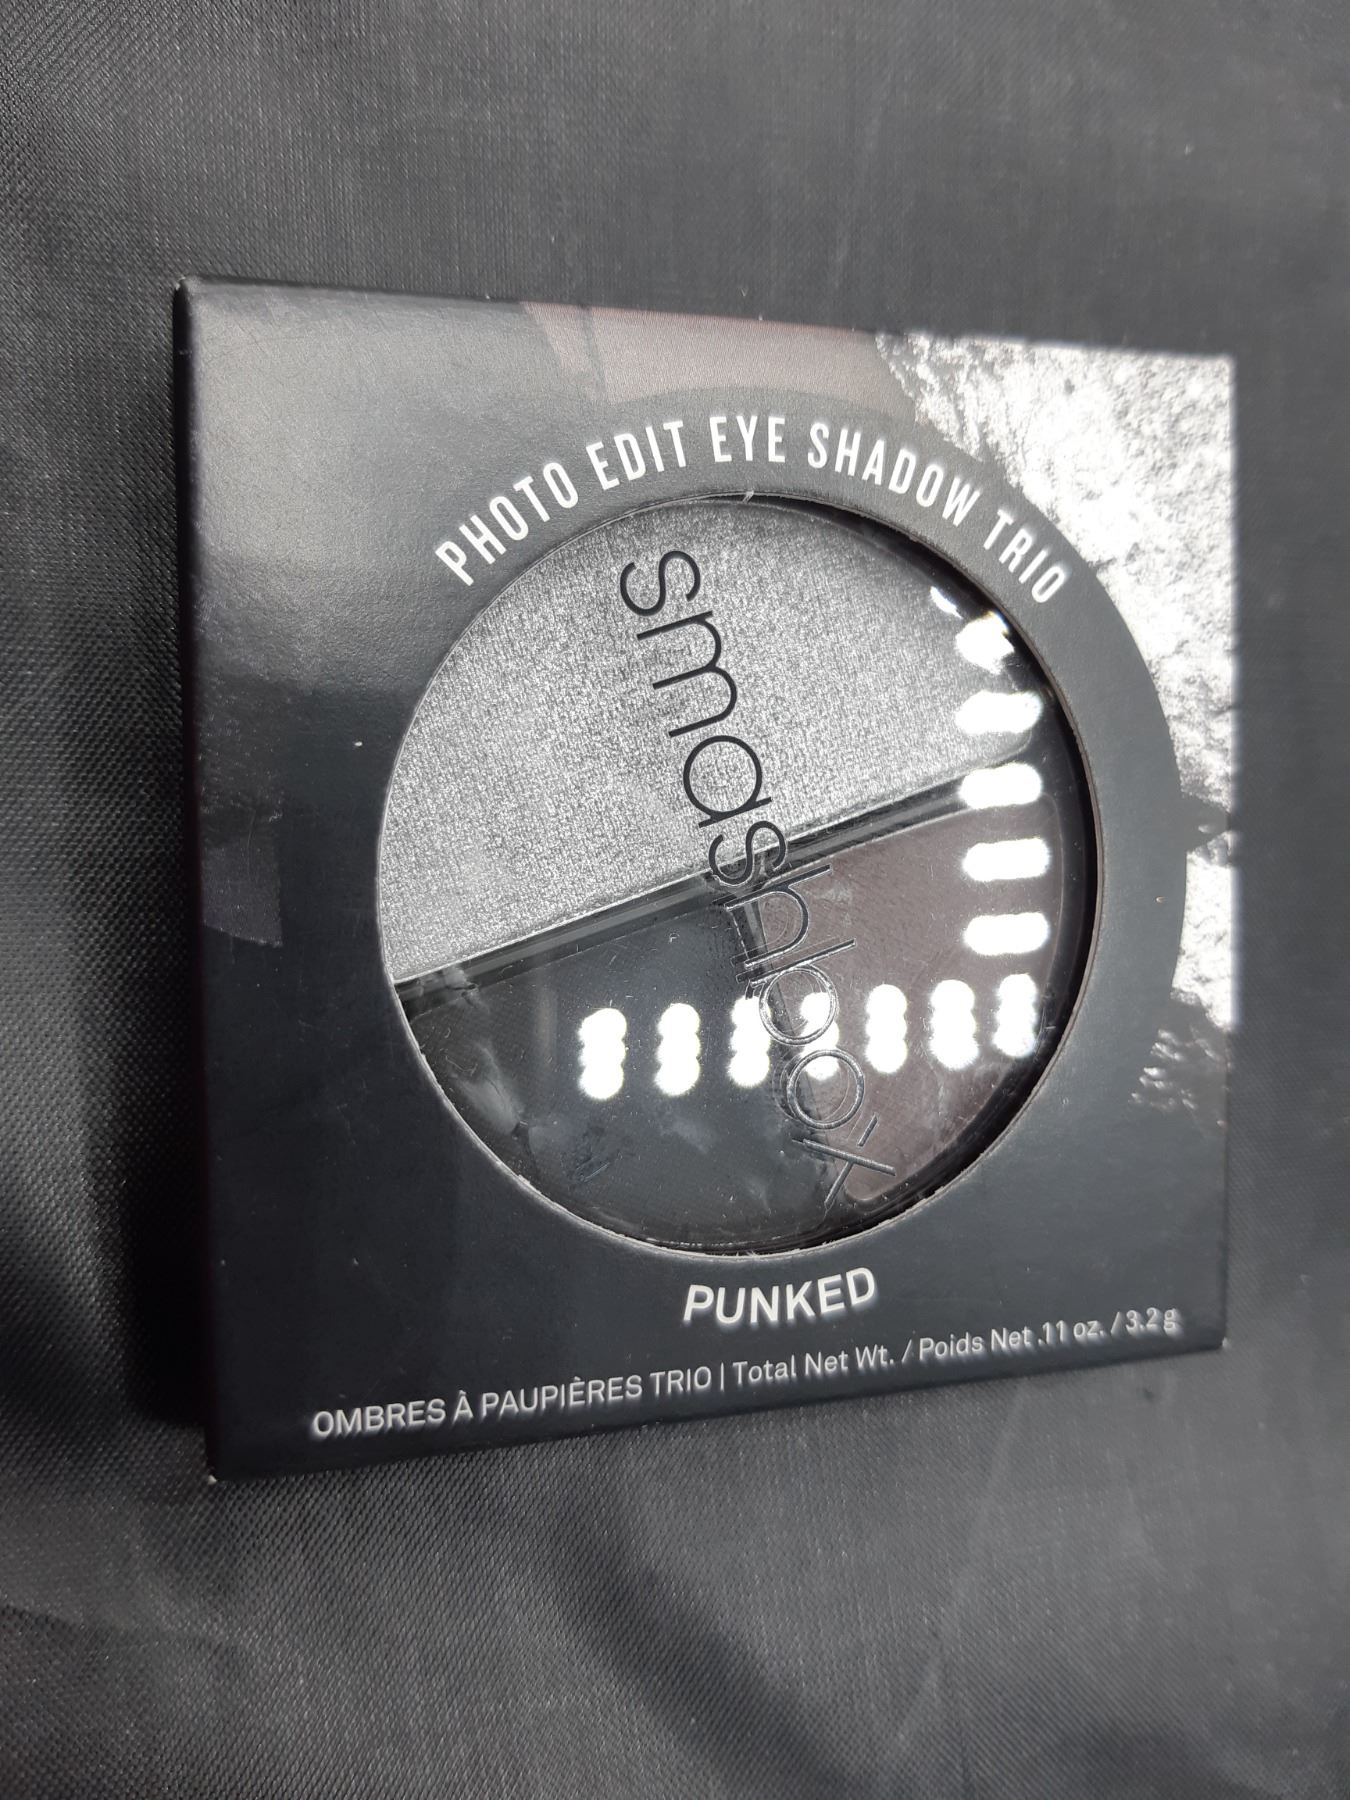 PHOTO EDIT EYE SHADOW TRIO
smashbox
PUNKED
OMBRES À PAUPIÈRES TRIO | Total Net Wt. / Poids Net .11 oz. / 3.2 g